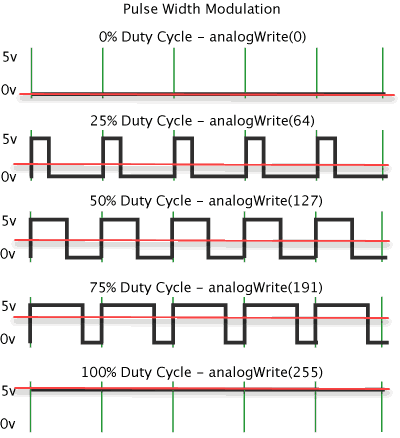 Pulse Width Modulation
0% Duty Cycle – analogWrite(0)
5v
0v
25% Duty Cycle – analogWrite(64)
5v
0v
50% Duty Cycle – analogWrite(127)
5v
0v
75% Duty Cycle – analogWrite(191)
5v
0v
100% Duty Cycle – analogWrite(255)
5v
0v